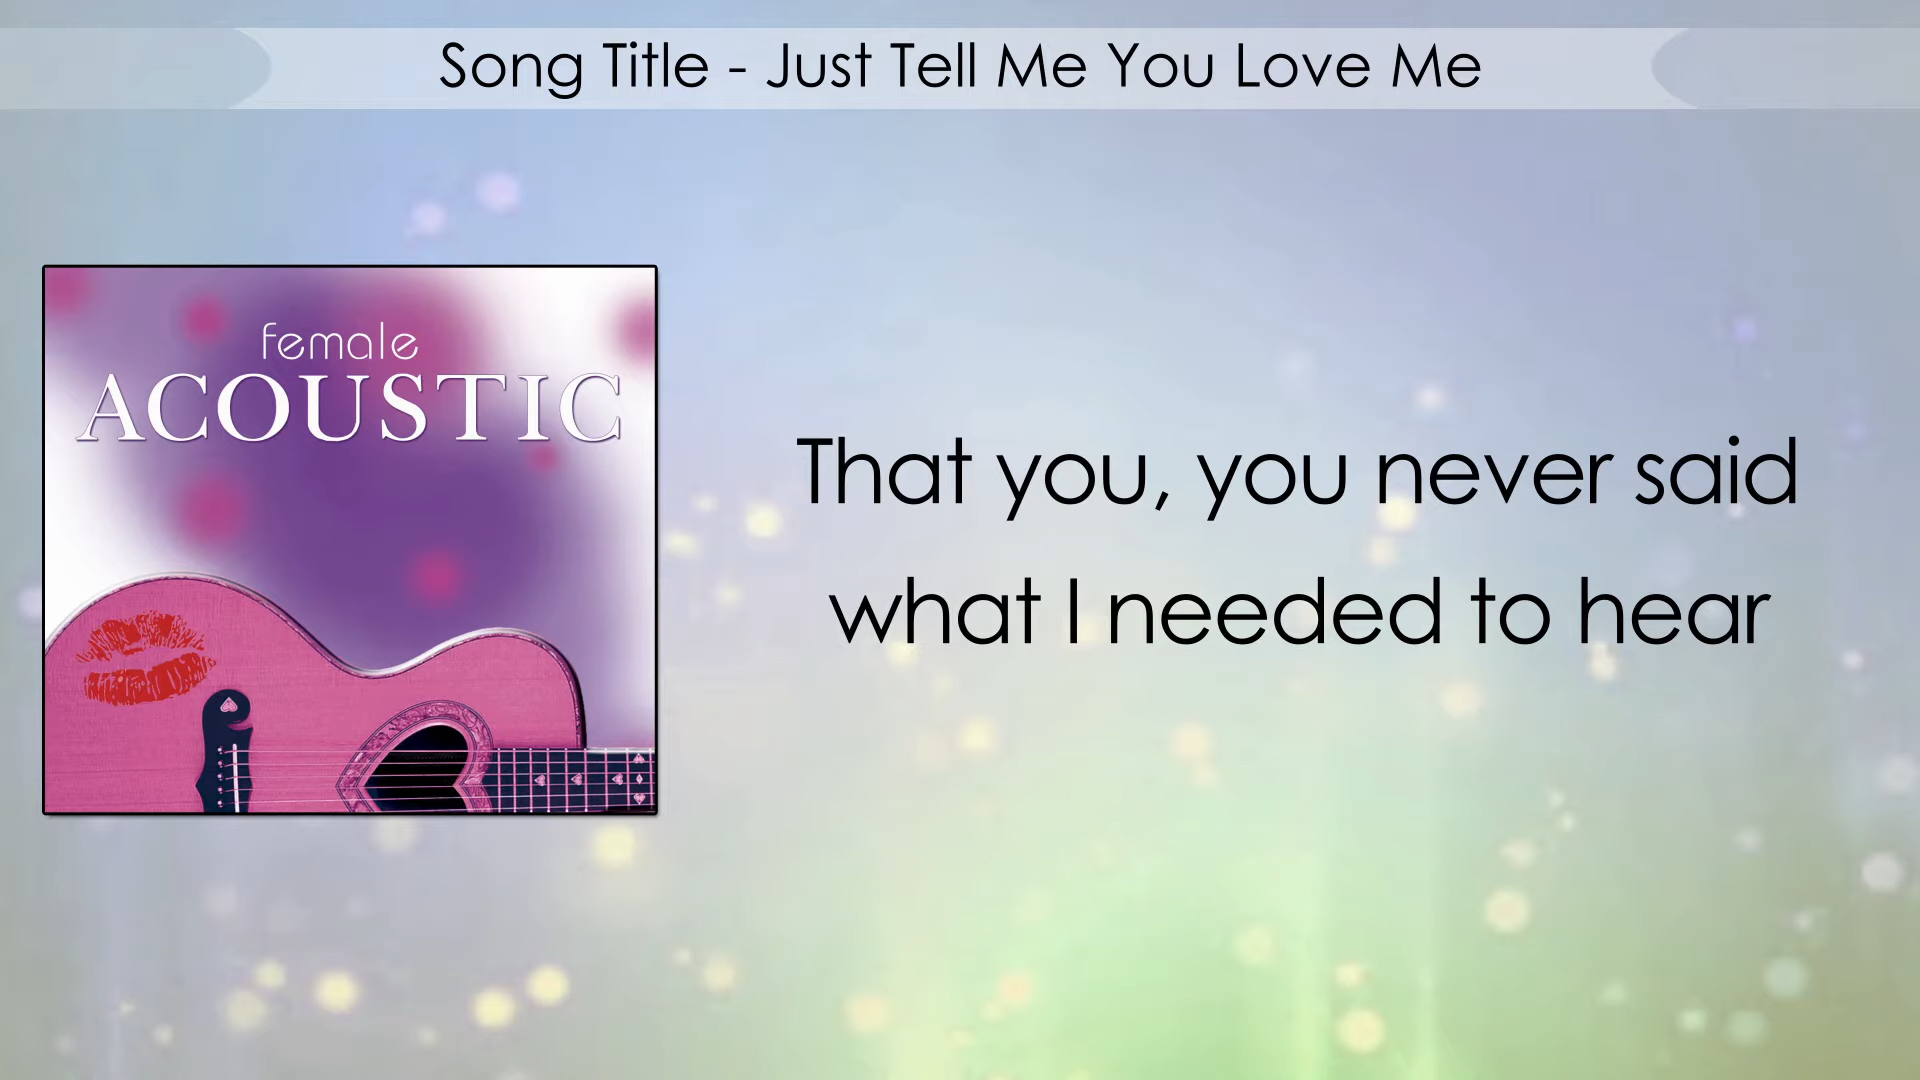 Song Title - Just Tell Me You Love Me
female
ACOUSTIC
That you, you never said
what I needed to hear